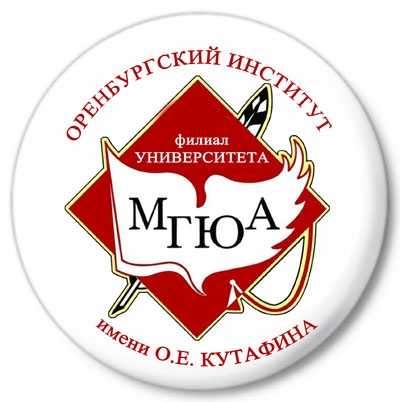 ОРЕНБУРГСКИЙ ИНСТИТУТ
филиал
УНИВЕРСИТЕТА
МГЮА
имени О.Е. КУТАФИНА